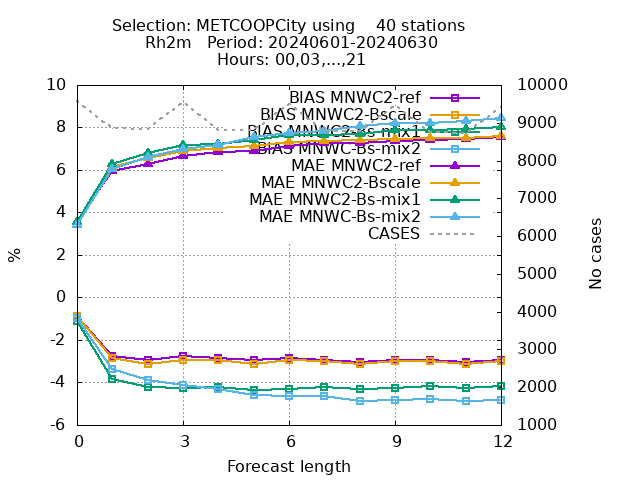 Selection: METCOOPCity using    40 stations
Rh2m   Period: 20240601-20240630
Hours: 00,03,...,21
BIAS MNWC2-ref
BIAS MNWC2-Bscale
BIAS MNWC2-Bs-mix1
BIAS MNWC-Bs-mix2
MAE MNWC2-ref
MAE MNWC2-Bscale
MAE MNWC2-Bs-mix1
MAE MNWC-Bs-mix2
CASES
10
8
6
4
2
0
-2
-4
-6
%
10000
9000
8000
7000
6000
5000
4000
3000
2000
1000
No cases
0 3 6 9 12
Forecast length